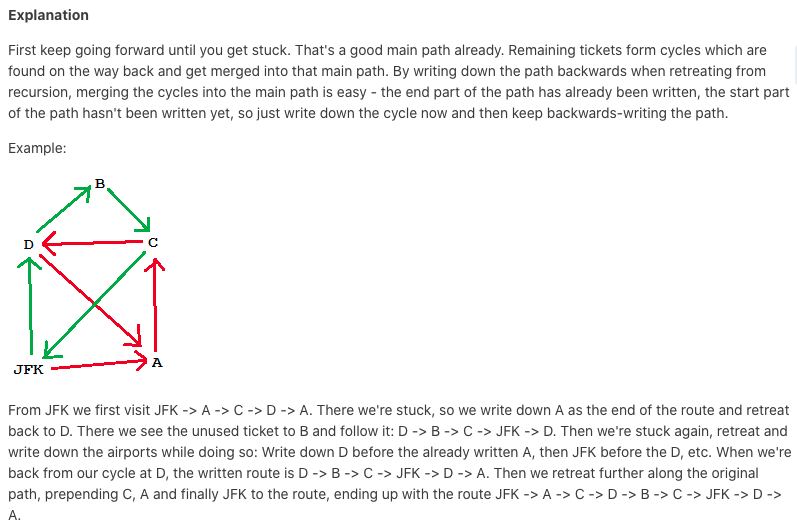 Explanation
First keep going forward until you get stuck. That's a good main path already. Remaining tickets form cycles which are
found on the way back and get merged into that main path. By writing down the path backwards when retreating from
recursion, merging the cycles into the main path is easy - the end part of the path has already been written, the start part
of the path hasn't been written yet, so just write down the cycle now and then keep backwards-writing the path.
Example:
B
D
C
JFK
A
From JFK we first visit JFK -> A -> C -> D -> A. There we're stuck, so we write down A as the end of the route and retreat
back to D. There we see the unused ticket to B and follow it: D -> B -> C -> JFK -> D. Then we're stuck again, retreat and
write down the airports while doing so: Write down D before the already written A, then JFK before the D, etc. When we're
back from our cycle at D, the written route is D -> B -> C -> JFK -> D -> A. Then we retreat further along the original
path, prepending C, A and finally JFK to the route, ending up with the route JFK -> A -> C -> D -> B -> C -> JFK -> D ->
A.